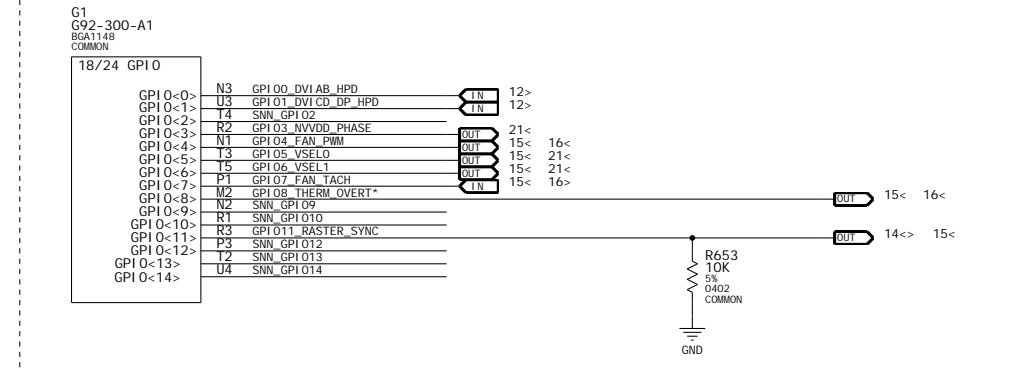 G1
G92-300-A1
BGA1148
COMMON
18/24 GPIO
GPIO<0> N3 GPIO0_DVIAB_HPD IN 12>
GPIO<1> U3 GPIO1_DVICD_DP_HPD IN 12>
GPIO<2> T4 SNN_GPIO2
GPIO<3> R2 GPIO3_NVVDD_PHASE OUT 21<
GPIO<4> N1 GPIO4_FAN_PWM OUT 15< 16<
GPIO<5> T3 GPIO5_VSEL0 OUT 15< 21<
GPIO<6> T5 GPIO6_VSEL1 OUT 15< 21<
GPIO<7> P1 GPIO7_FAN_TACH IN 15< 16>
GPIO<8> M2 GPIO8_THERM_OVERT* OUT 15< 16<
GPIO<9> N2 SNN_GPIO9
GPIO<10> R1 SNN_GPIO10
GPIO<11> R3 GPIO11_RASTER_SYNC OUT 14<> 15<
GPIO<12> P3 SNN_GPIO12
GPIO<13> T2 SNN_GPIO13
GPIO<14> U4 SNN_GPIO14
R653
10K
5%
0402
COMMON
GND